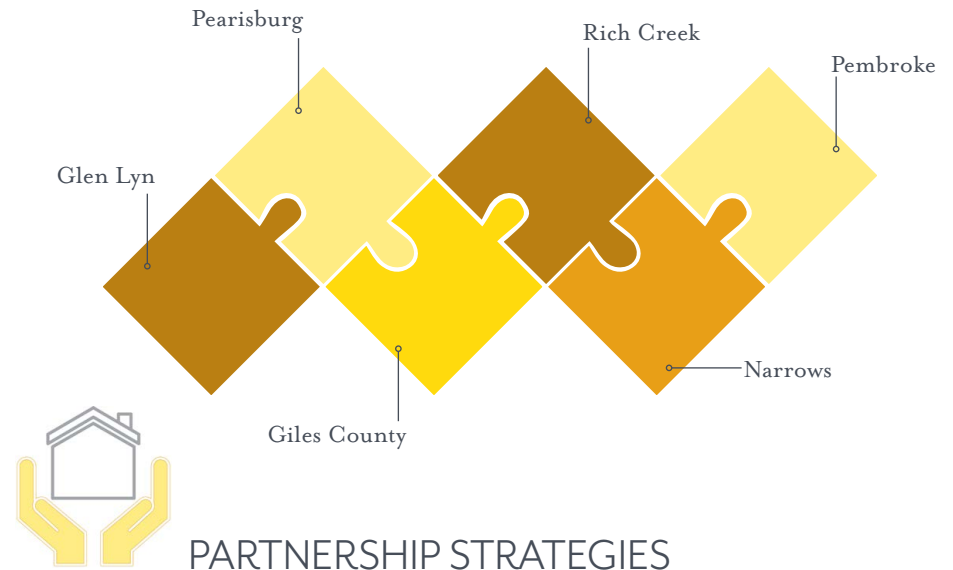 Pearisburg
Rich Creek
Pembroke
Glen Lyn
Narrows
Giles County
PARTNERSHIP STRATEGIES